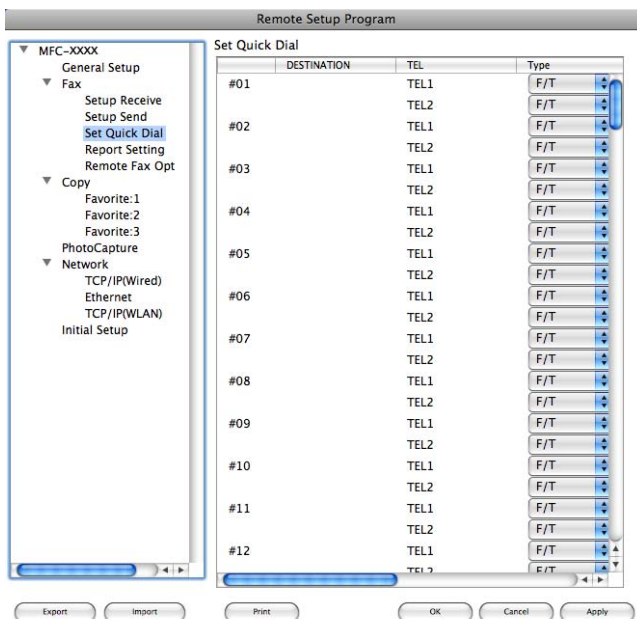 Remote Setup Program
MFC-XXXX
General Setup
Fax
Setup Receive
Setup Send
Set Quick Dial
Report Setting
Remote Fax Opt
Copy
Favorite:1
Favorite:2
Favorite:3
PhotoCapture
Network
TCP/IP(Wired)
Ethernet
TCP/IP(WLAN)
Initial Setup
Set Quick Dial
DESTINATION TEL Type
#01 TEL1 F/T
TEL2 F/T
#02 TEL1 F/T
TEL2 F/T
#03 TEL1 F/T
TEL2 F/T
#04 TEL1 F/T
TEL2 F/T
#05 TEL1 F/T
TEL2 F/T
#06 TEL1 F/T
TEL2 F/T
#07 TEL1 F/T
TEL2 F/T
#08 TEL1 F/T
TEL2 F/T
#09 TEL1 F/T
TEL2 F/T
#10 TEL1 F/T
TEL2 F/T
#11 TEL1 F/T
TEL2 F/T
#12 TEL1 F/T
TEL2 F/T
Export Import Print OK Cancel Apply